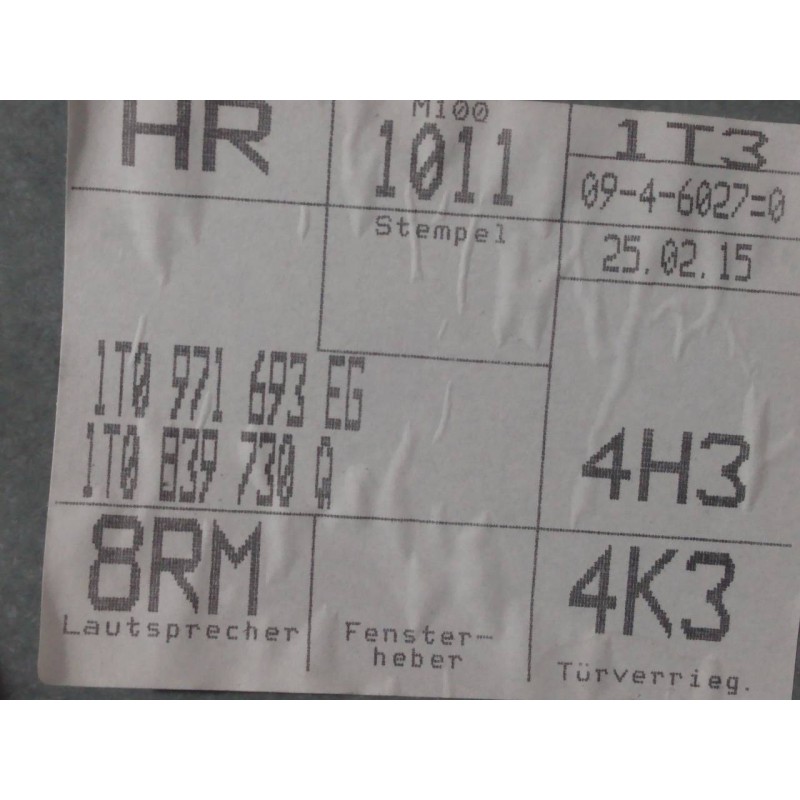 HR
M100
1011
Stempel
1T3
09-4-6027=0
25.02.15
1T0 971 693 EG
1T0 839 730 Q
4H3
8RM
Lautsprecher
Fenster-
heber
4K3
Türverrieg.